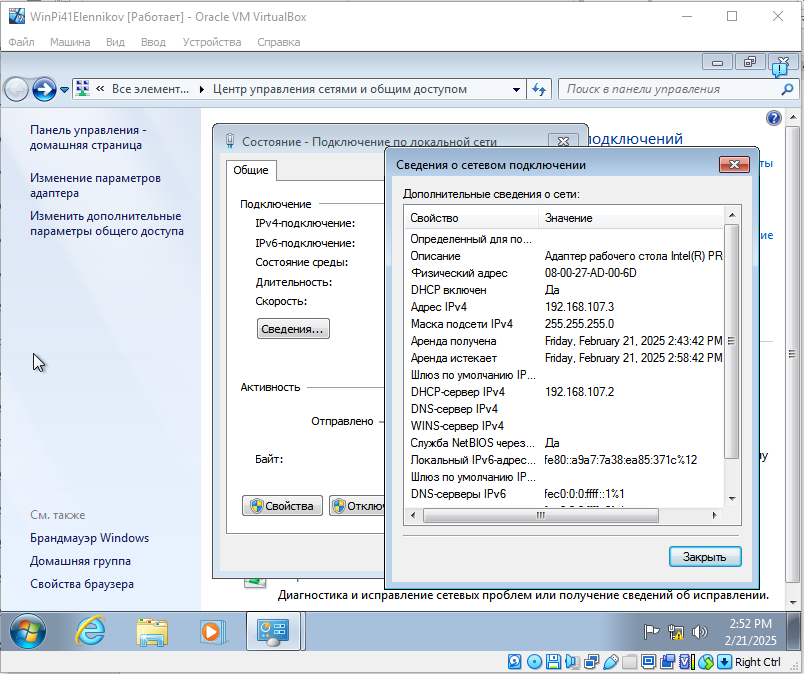 WinPi41Elennikov [Работает] - Oracle VM VirtualBox
Файл Машина Вид Ввод Устройства Справка
« Все элемент... Центр управления сетями и общим доступом
Поиск в панели управления
Панель управления -
домашняя страница
Изменение параметров
адаптера
Изменить дополнительные
параметры общего доступа
См. также
Брандмауэр Windows
Домашняя группа
Свойства браузера
Состояние - Подключение по локальной сети
Общие
Подключение
IPv4-подключение:
IPv6-подключение:
Состояние среды:
Длительность:
Скорость:
Сведения...
Активность
Отправлено
Байт:
Свойства
Отклю
Сведения о сетевом подключении
Дополнительные сведения о сети:
Свойство Значение
Определенный для по...
Описание Адаптер рабочего стола Intel(R) PR
Физический адрес 08-00-27-AD-00-6D
DHCP включен Да
Адрес IPv4 192.168.107.3
Маска подсети IPv4 255.255.255.0
Аренда получена Friday, February 21, 2025 2:43:42 PM
Аренда истекает Friday, February 21, 2025 2:58:42 PM
Шлюз по умолчанию IP...
DHCP-сервер IPv4 192.168.107.2
DNS-сервер IPv4
WINS-сервер IPv4
Служба NetBIOS через... Да
Локальный IPv6-адрес... fe80::a9a7:7a38:ea85:371c%12
Шлюз по умолчанию IP...
DNS-серверы IPv6 fec0:0:0:ffff::1%1
Закрыть
подключений
ты
ие
му
Диагностика и исправление сетевых проблем или получение сведений об исправлении.
2:52 PM
2/21/2025
Right Ctrl